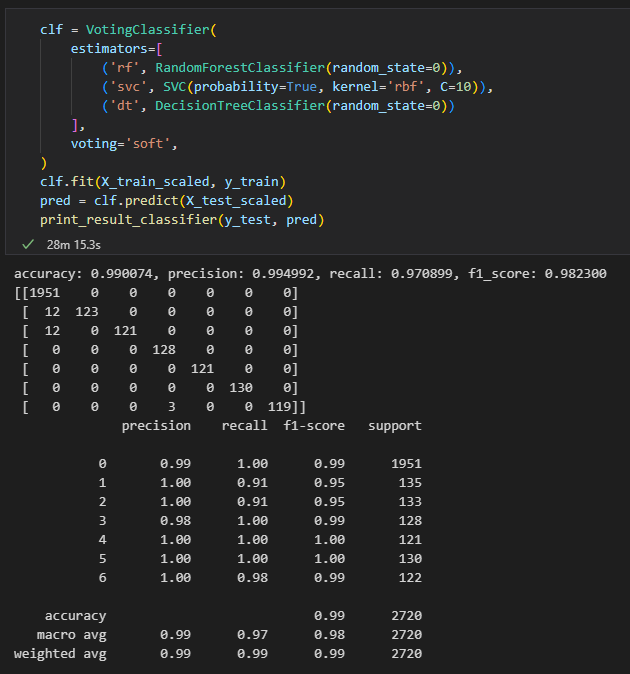 clf = VotingClassifier(
    estimators=[
        ('rf', RandomForestClassifier(random_state=0)),
        ('svc', SVC(probability=True, kernel='rbf', C=10)),
        ('dt', DecisionTreeClassifier(random_state=0))
    ],
    voting='soft',
)
clf.fit(X_train_scaled, y_train)
pred = clf.predict(X_test_scaled)
print_result_classifier(y_test, pred)
28m 15.3s
accuracy: 0.990074, precision: 0.994992, recall: 0.970899, f1_score: 0.982300
[[1951    0    0    0    0    0    0]
 [  12  123    0    0    0    0    0]
 [  12    0  121    0    0    0    0]
 [   0    0    0  128    0    0    0]
 [   0    0    0    0  121    0    0]
 [   0    0    0    0    0  130    0]
 [   0    0    0    3    0    0  119]]
              precision    recall  f1-score   support
           0       0.99      1.00      0.99      1951
           1       1.00      0.91      0.95       135
           2       1.00      0.91      0.95       133
           3       0.98      1.00      0.99       128
           4       1.00      1.00      1.00       121
           5       1.00      1.00      1.00       130
           6       1.00      0.98      0.99       122
    accuracy                           0.99      2720
   macro avg       0.99      0.97      0.98      2720
weighted avg       0.99      0.99      0.99      2720